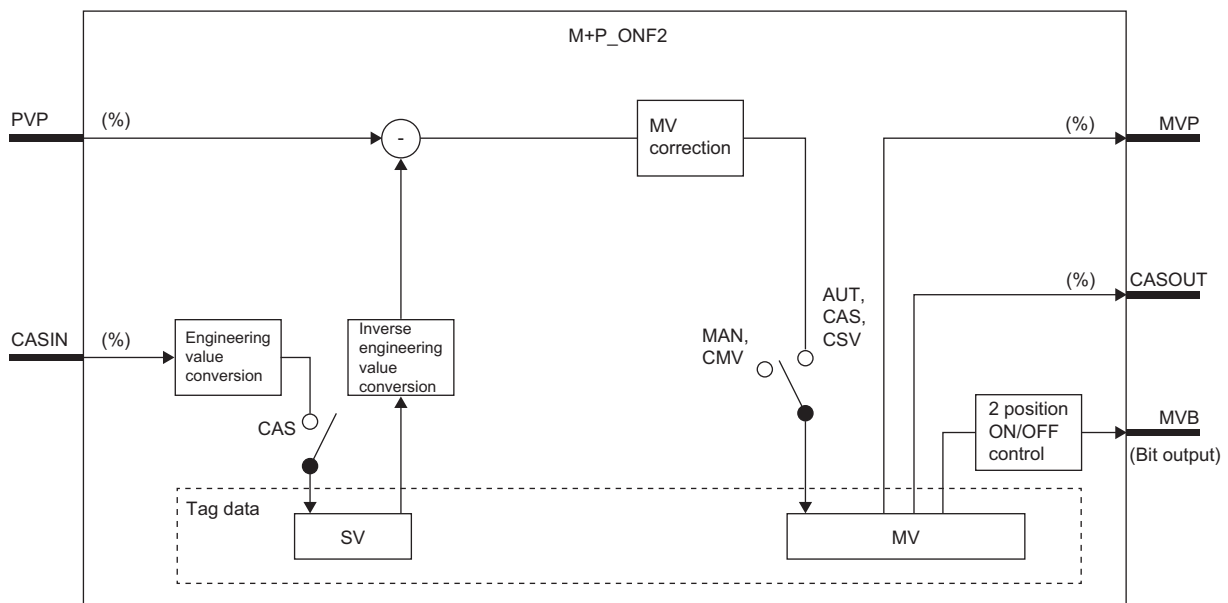 M+P_ONF2
PVP
(%)
-
MV
correction
(%)
MVP
(%)
CASOUT
AUT,
CAS,
CSV
MAN,
CMV
CASIN
(%)
Engineering
value
conversion
Inverse
engineering
value
conversion
CAS
2 position
ON/OFF
control
MVB
(Bit output)
Tag data
SV
MV